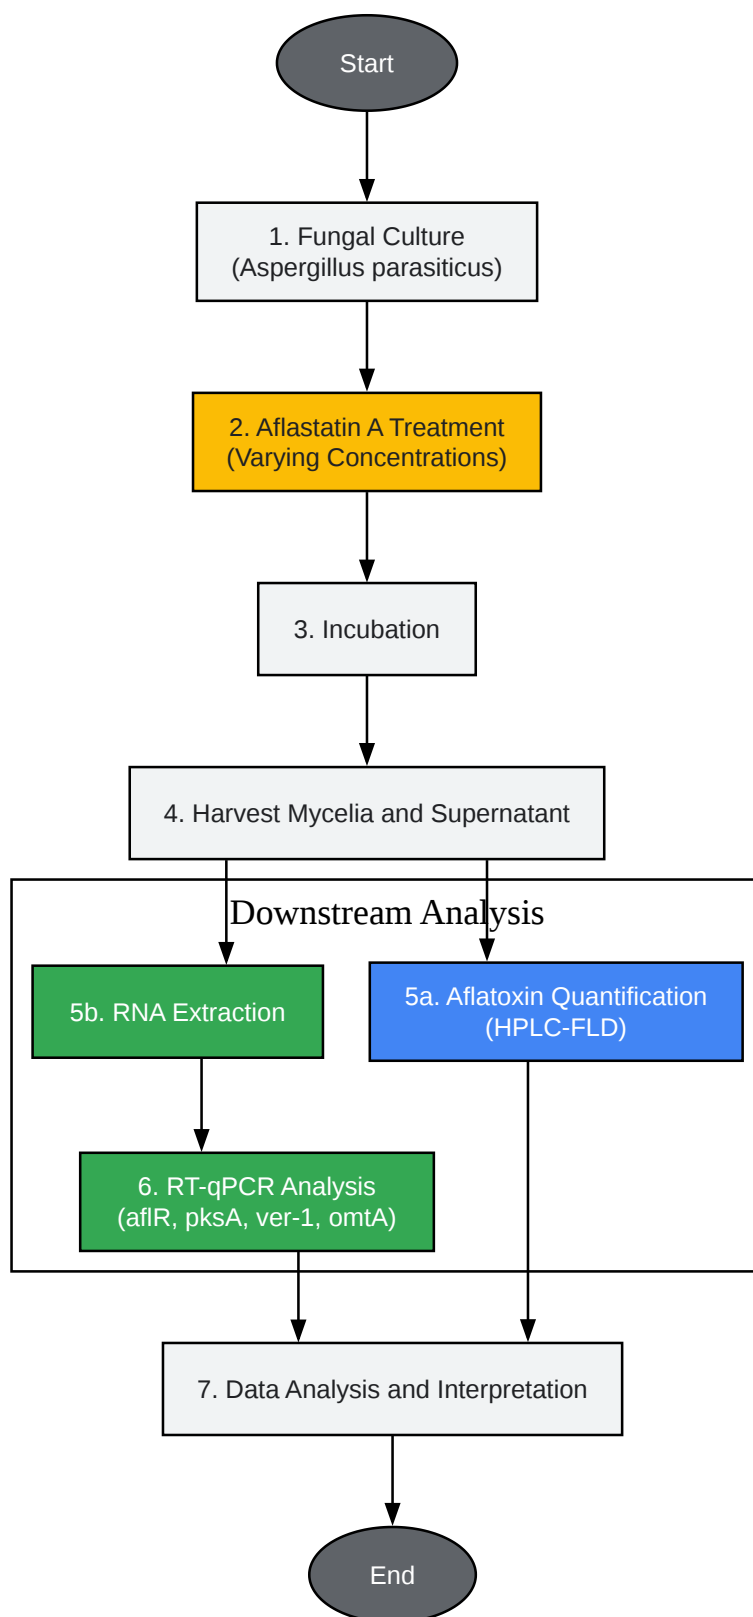 Start
1. Fungal Culture
(Aspergillus parasiticus)
2. Aflastatin A Treatment
(Varying Concentrations)
3. Incubation
4. Harvest Mycelia and Supernatant
Downstream Analysis
5b. RNA Extraction
5a. Aflatoxin Quantification
(HPLC-FLD)
6. RT-qPCR Analysis
(aflR, pksA, ver-1, omtA)
7. Data Analysis and Interpretation
End